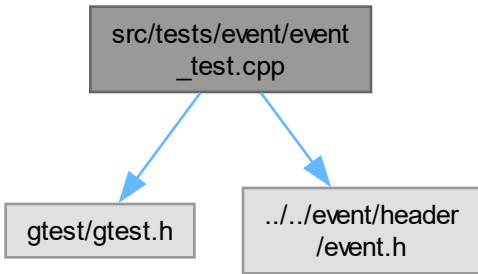 src/tests/event/event
_test.cpp
gtest/gtest.h
../../event/header
/event.h